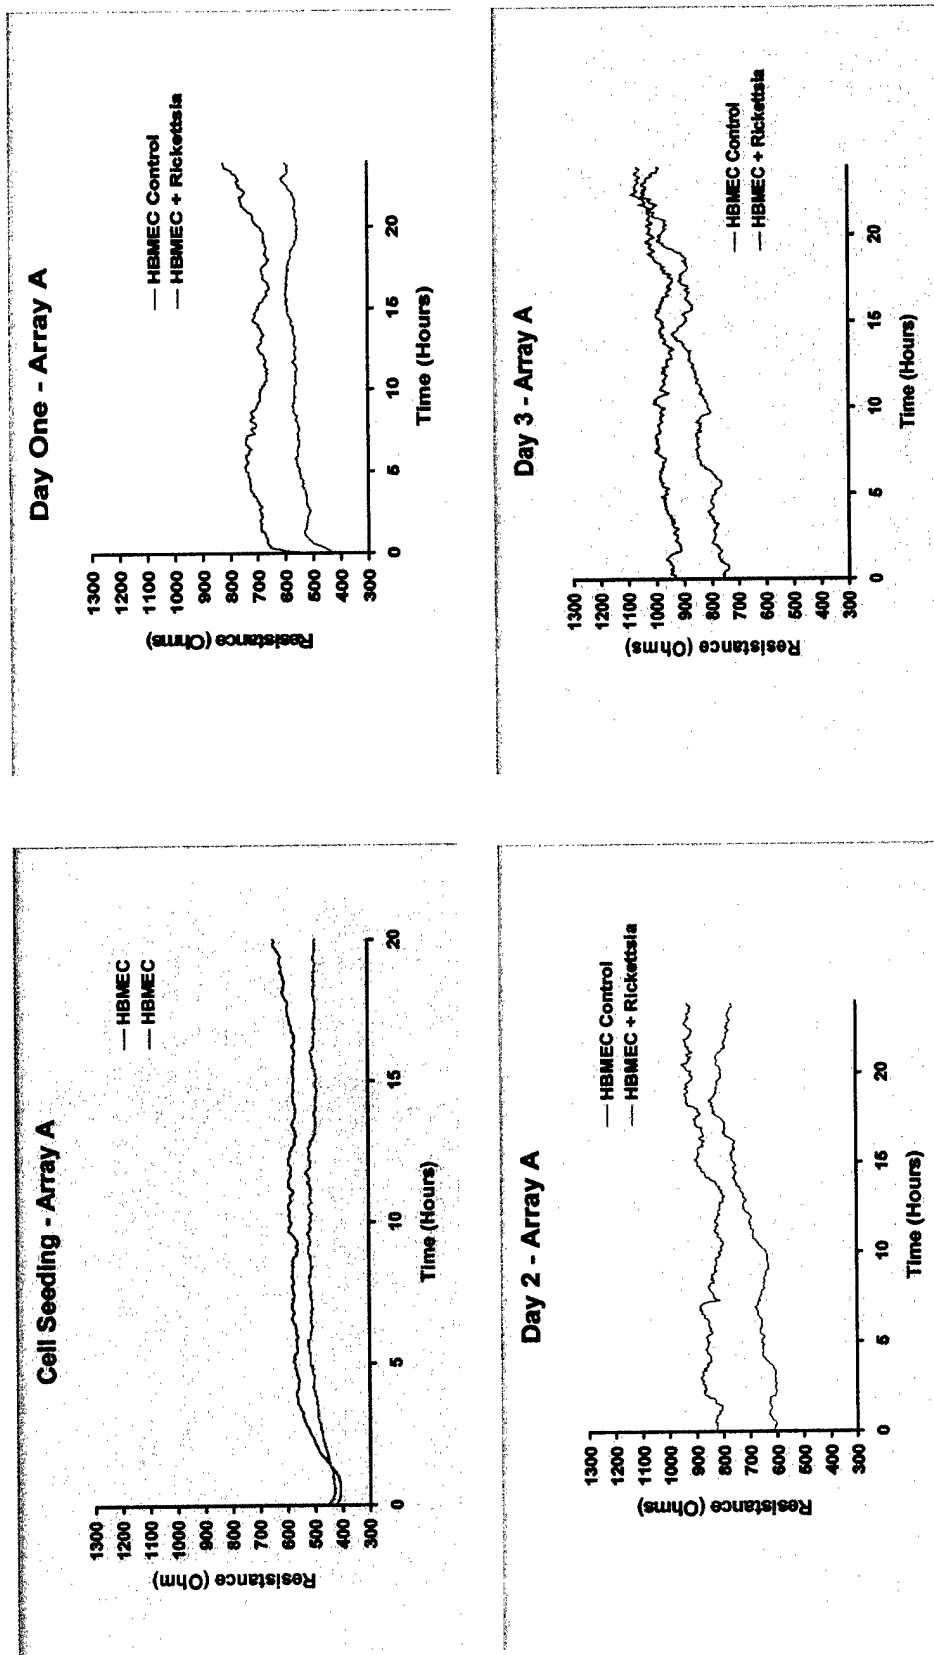 Cell Seeding - Array A
— HBMEC
— HBMEC
Resistance (Ohm)
1300
1200
1100
1000
900
800
700
600
500
400
300
0 5 10 15 20
Time (Hours)
Day One - Array A
— HBMEC Control
— HBMEC + Rickettsia
Resistance (Ohms)
1300
1200
1100
1000
900
800
700
600
500
400
300
0 5 10 15 20
Time (Hours)
Day 2 - Array A
— HBMEC Control
— HBMEC + Rickettsia
Resistance (Ohms)
1300
1200
1100
1000
900
800
700
600
500
400
300
0 5 10 15 20
Time (Hours)
Day 3 - Array A
— HBMEC Control
— HBMEC + Rickettsia
Resistance (Ohms)
1300
1200
1100
1000
900
800
700
600
500
400
300
0 5 10 15 20
Time (Hours)